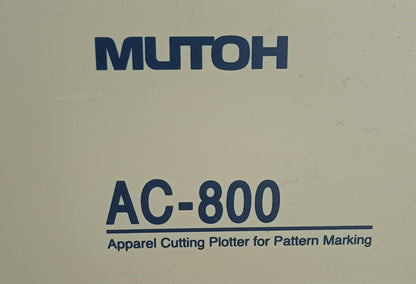 MUTOH
AC-800
Apparel Cutting Plotter for Pattern Marking